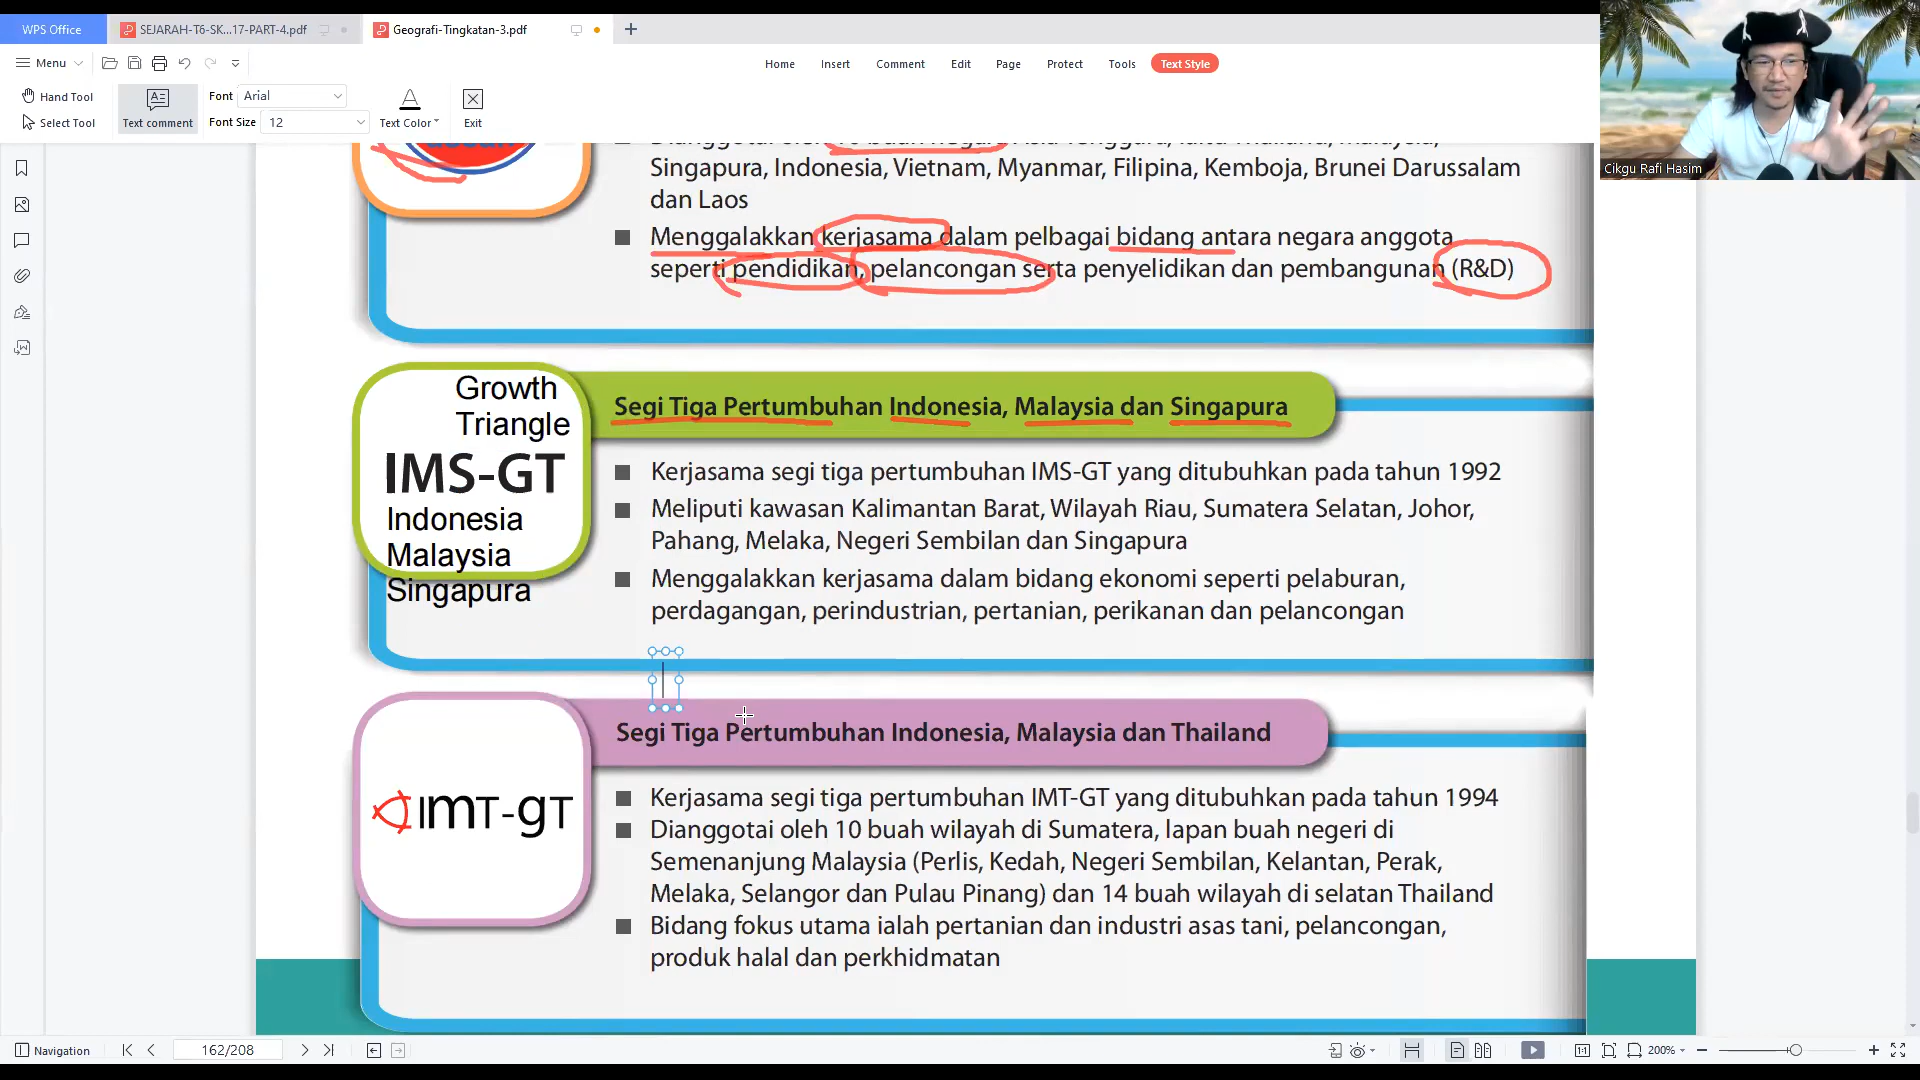 WPS Office
SEJARAH-T6-SK...17-PART-4.pdf
Geografi-Tingkatan-3.pdf
Menu
Home
Insert
Comment
Edit
Page
Protect
Tools
Text Style
Hand Tool
Select Tool
Text comment
Font Arial
Font Size 12
Text Color
Exit
Cikgu Rafi Hasim
Singapura, Indonesia, Vietnam, Myanmar, Filipina, Kemboja, Brunei Darussalam
dan Laos
Menggalakkan kerjasama dalam pelbagai bidang antara negara anggota
seperti pendidikan, pelancongan serta penyelidikan dan pembangunan (R&D)
Growth
Triangle
IMS-GT
Indonesia
Malaysia
Singapura
Segi Tiga Pertumbuhan Indonesia, Malaysia dan Singapura
Kerjasama segi tiga pertumbuhan IMS-GT yang ditubuhkan pada tahun 1992
Meliputi kawasan Kalimantan Barat, Wilayah Riau, Sumatera Selatan, Johor,
Pahang, Melaka, Negeri Sembilan dan Singapura
Menggalakkan kerjasama dalam bidang ekonomi seperti pelaburan,
perdagangan, perindustrian, pertanian, perikanan dan pelancongan
IMT-gT
Segi Tiga Pertumbuhan Indonesia, Malaysia dan Thailand
Kerjasama segi tiga pertumbuhan IMT-GT yang ditubuhkan pada tahun 1994
Dianggotai oleh 10 buah wilayah di Sumatera, lapan buah negeri di
Semenanjung Malaysia (Perlis, Kedah, Negeri Sembilan, Kelantan, Perak,
Melaka, Selangor dan Pulau Pinang) dan 14 buah wilayah di selatan Thailand
Bidang fokus utama ialah pertanian dan industri asas tani, pelancongan,
produk halal dan perkhidmatan
Navigation
162/208
200%